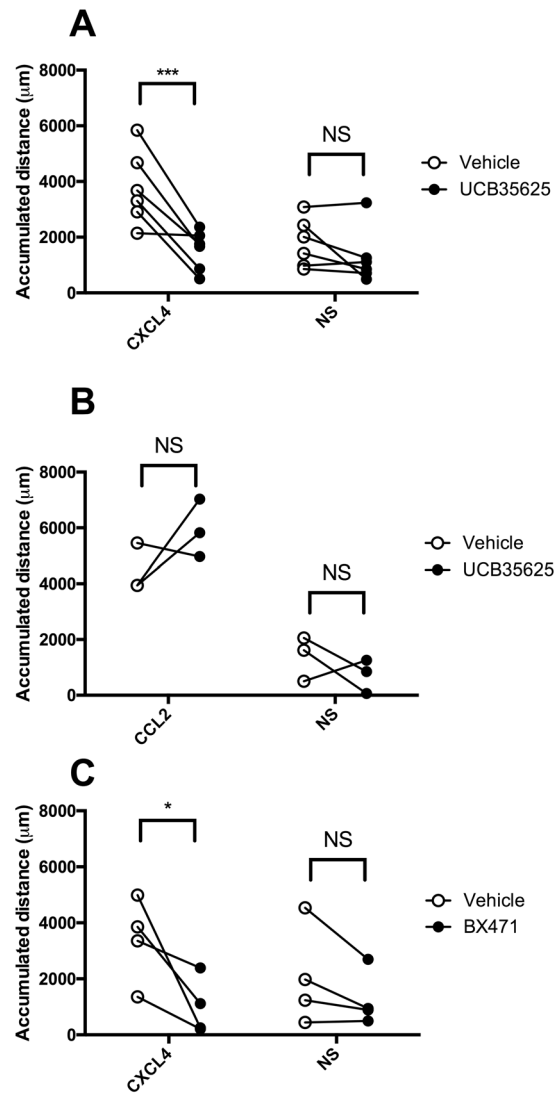 A
Accumulated distance (μm)
8000
6000
4000
2000
0
***
NS
CXCL4
NS
Vehicle
UCB35625
B
Accumulated distance (μm)
8000
6000
4000
2000
0
NS
NS
CCL2
NS
Vehicle
UCB35625
C
Accumulated distance (μm)
8000
6000
4000
2000
0
*
NS
CXCL4
NS
Vehicle
BX471